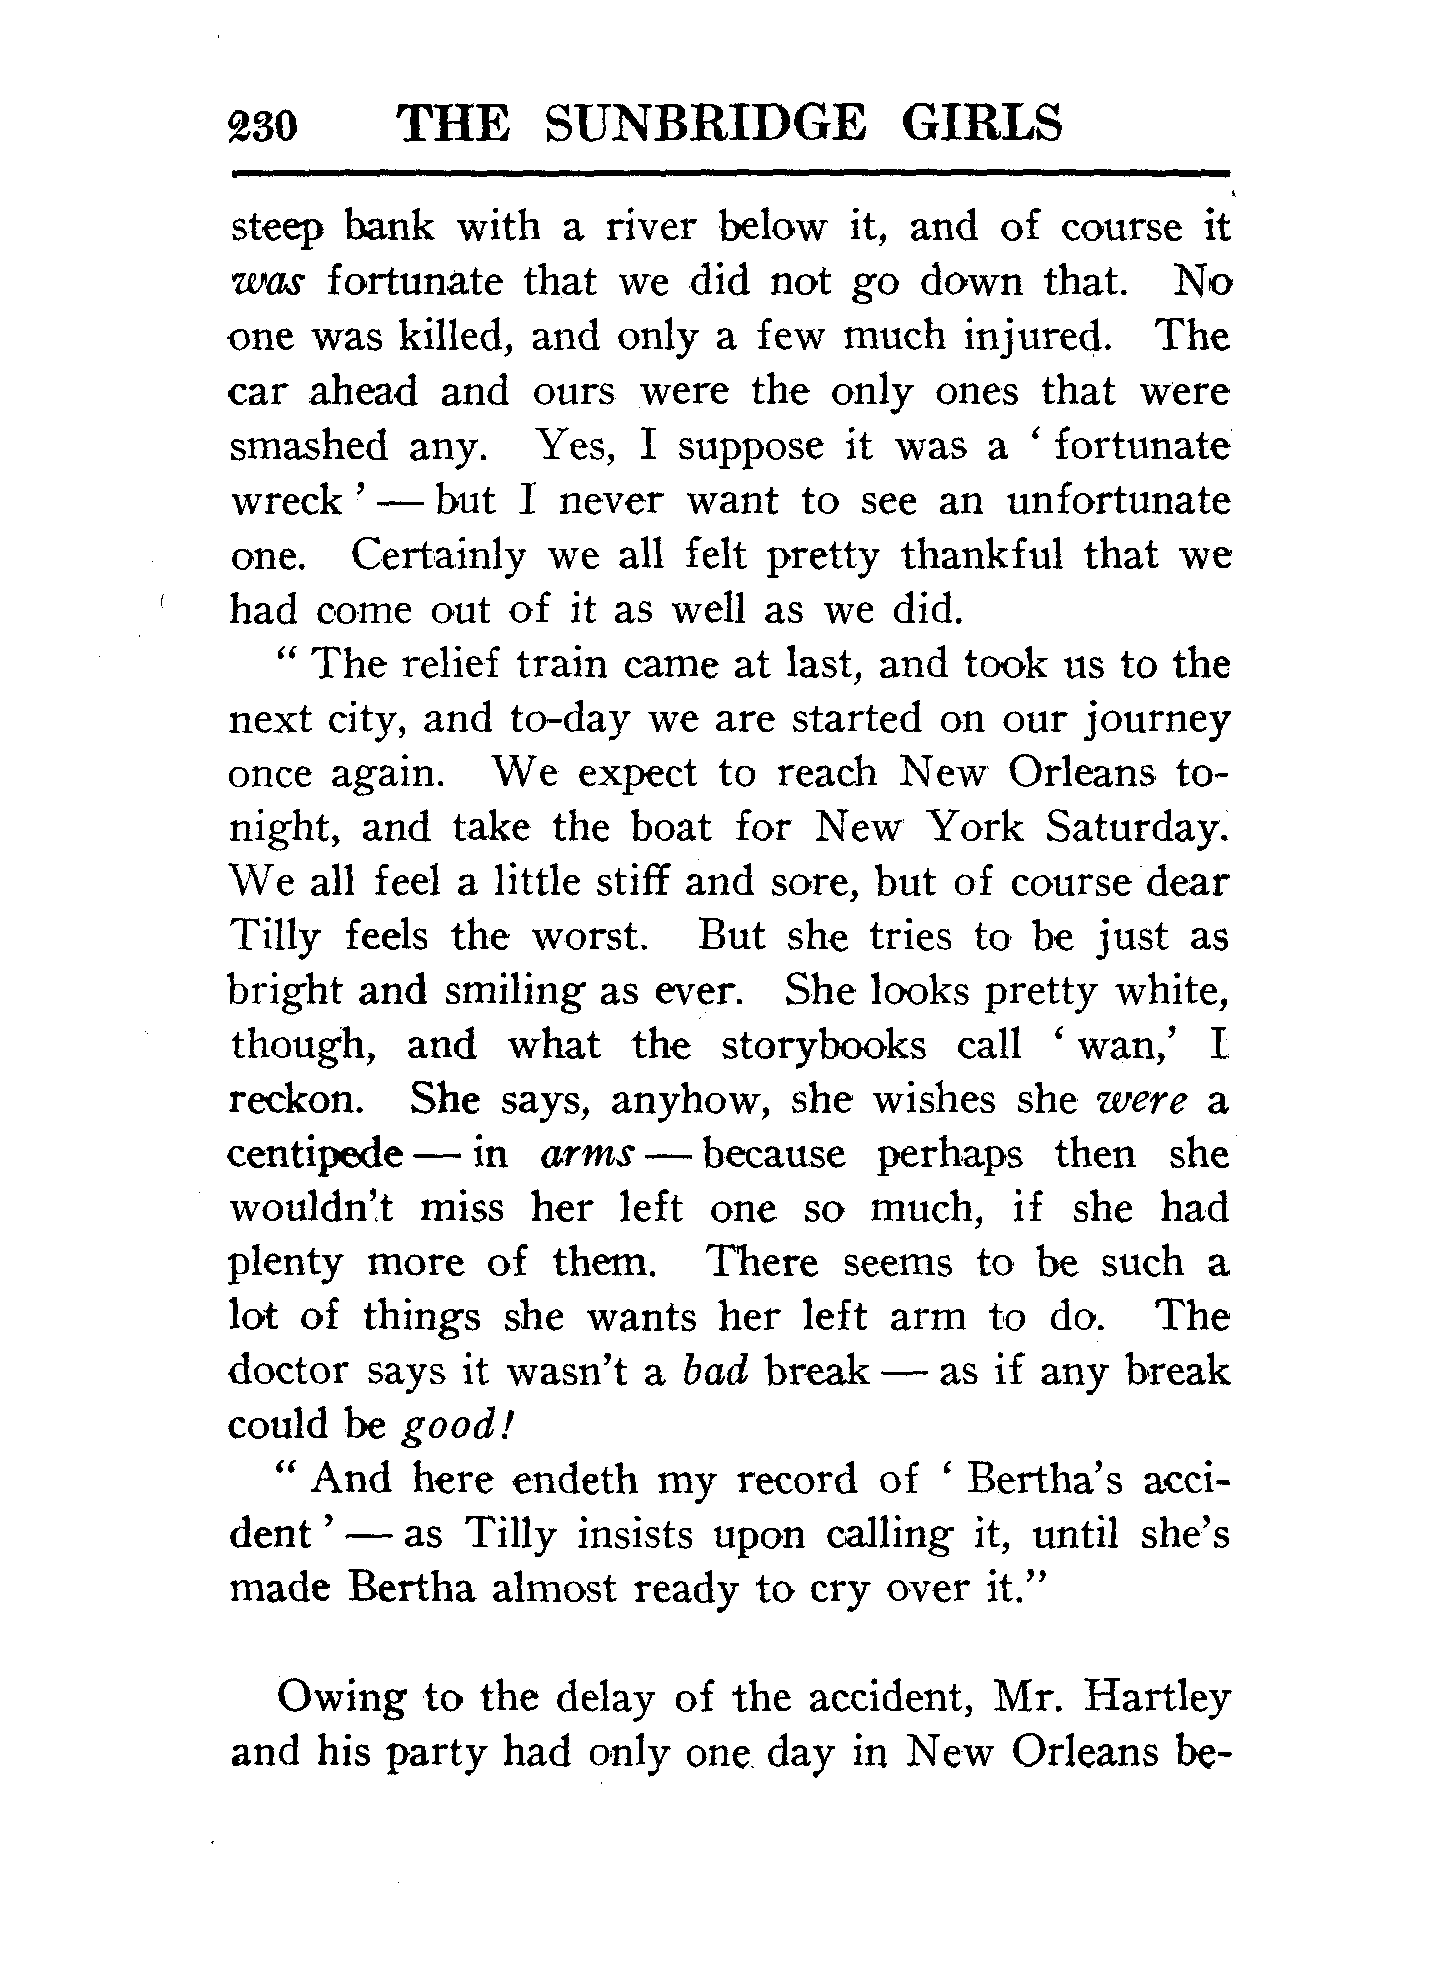 230 THE SUNBRIDGE GIRLS
steep bank with a river below it, and of course it
was fortunate that we did not go down that. No
one was killed, and only a few much injured. The
car ahead and ours were the only ones that were
smashed any. Yes, I suppose it was a ‘ fortunate
wreck ’ — but I never want to see an unfortunate
one. Certainly we all felt pretty thankful that we
had come out of it as well as we did.
“ The relief train came at last, and took us to the
next city, and to-day we are started on our journey
once again. We expect to reach New Orleans to-
night, and take the boat for New York Saturday.
We all feel a little stiff and sore, but of course dear
Tilly feels the worst. But she tries to be just as
bright and smiling as ever. She looks pretty white,
though, and what the storybooks call ‘ wan,’ I
reckon. She says, anyhow, she wishes she were a
centipede — in arms — because perhaps then she
wouldn’t miss her left one so much, if she had
plenty more of them. There seems to be such a
lot of things she wants her left arm to do. The
doctor says it wasn’t a bad break — as if any break
could be good!
“ And here endeth my record of ‘ Bertha’s acci-
dent ’ — as Tilly insists upon calling it, until she’s
made Bertha almost ready to cry over it.”
Owing to the delay of the accident, Mr. Hartley
and his party had only one day in New Orleans be-